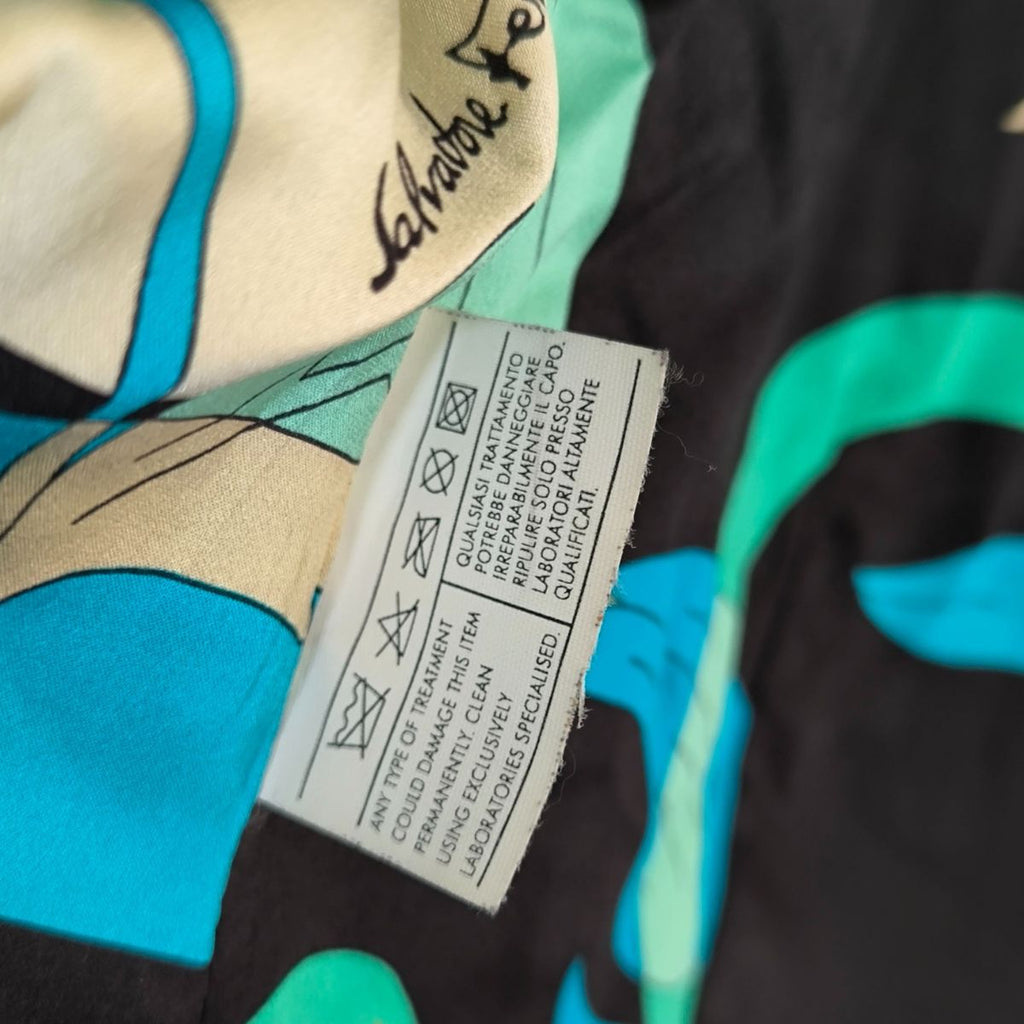 Salvatore Fe
QUALSIASI TRATTAMENTO
POTREBBE DANNEGGIARE
IRREPARABILMENTE IL CAPO.
RIPULIRE SOLO PRESSO
LABORATORI ALTAMENTE
QUALIFICATI.
ANY TYPE OF TREATMENT
COULD DAMAGE THIS ITEM
PERMANENTLY. CLEAN
USING EXCLUSIVELY
LABORATORIES SPECIALISED.